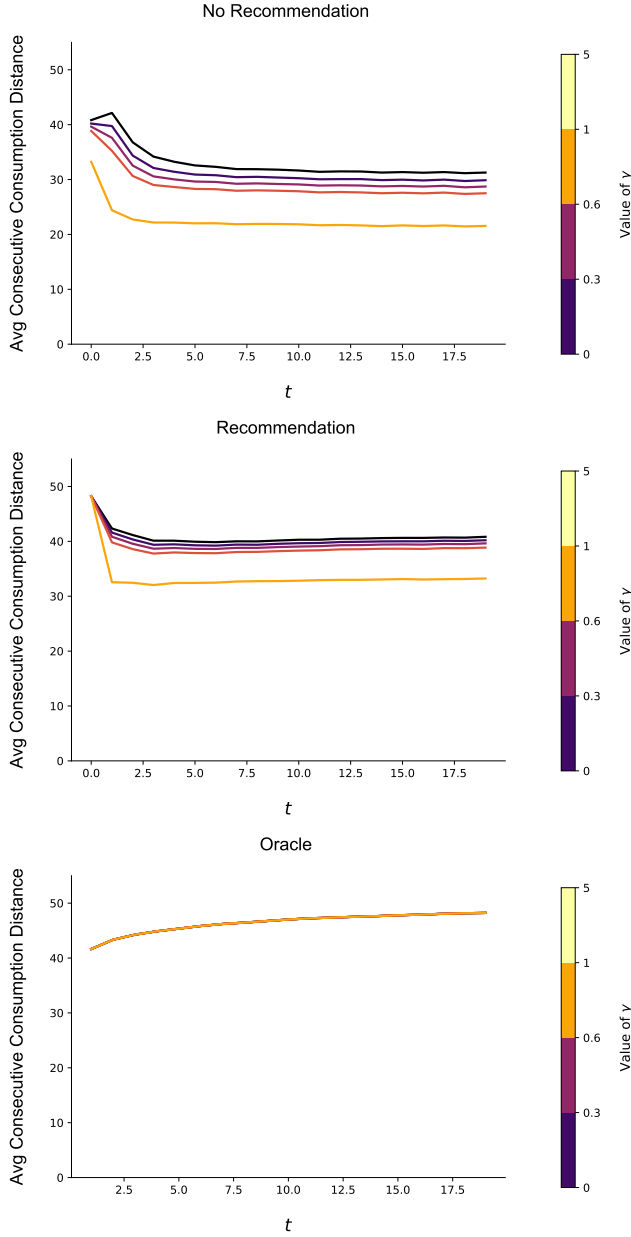 No Recommendation
Avg Consecutive Consumption Distance
50
40
30
20
10
0
0.0 2.5 5.0 7.5 10.0 12.5 15.0 17.5
t
5
1
0.6
0.3
0
Value of γ
Recommendation
Avg Consecutive Consumption Distance
50
40
30
20
10
0
0.0 2.5 5.0 7.5 10.0 12.5 15.0 17.5
t
5
1
0.6
0.3
0
Value of γ
Oracle
Avg Consecutive Consumption Distance
50
40
30
20
10
0
2.5 5.0 7.5 10.0 12.5 15.0 17.5
t
5
1
0.6
0.3
0
Value of γ